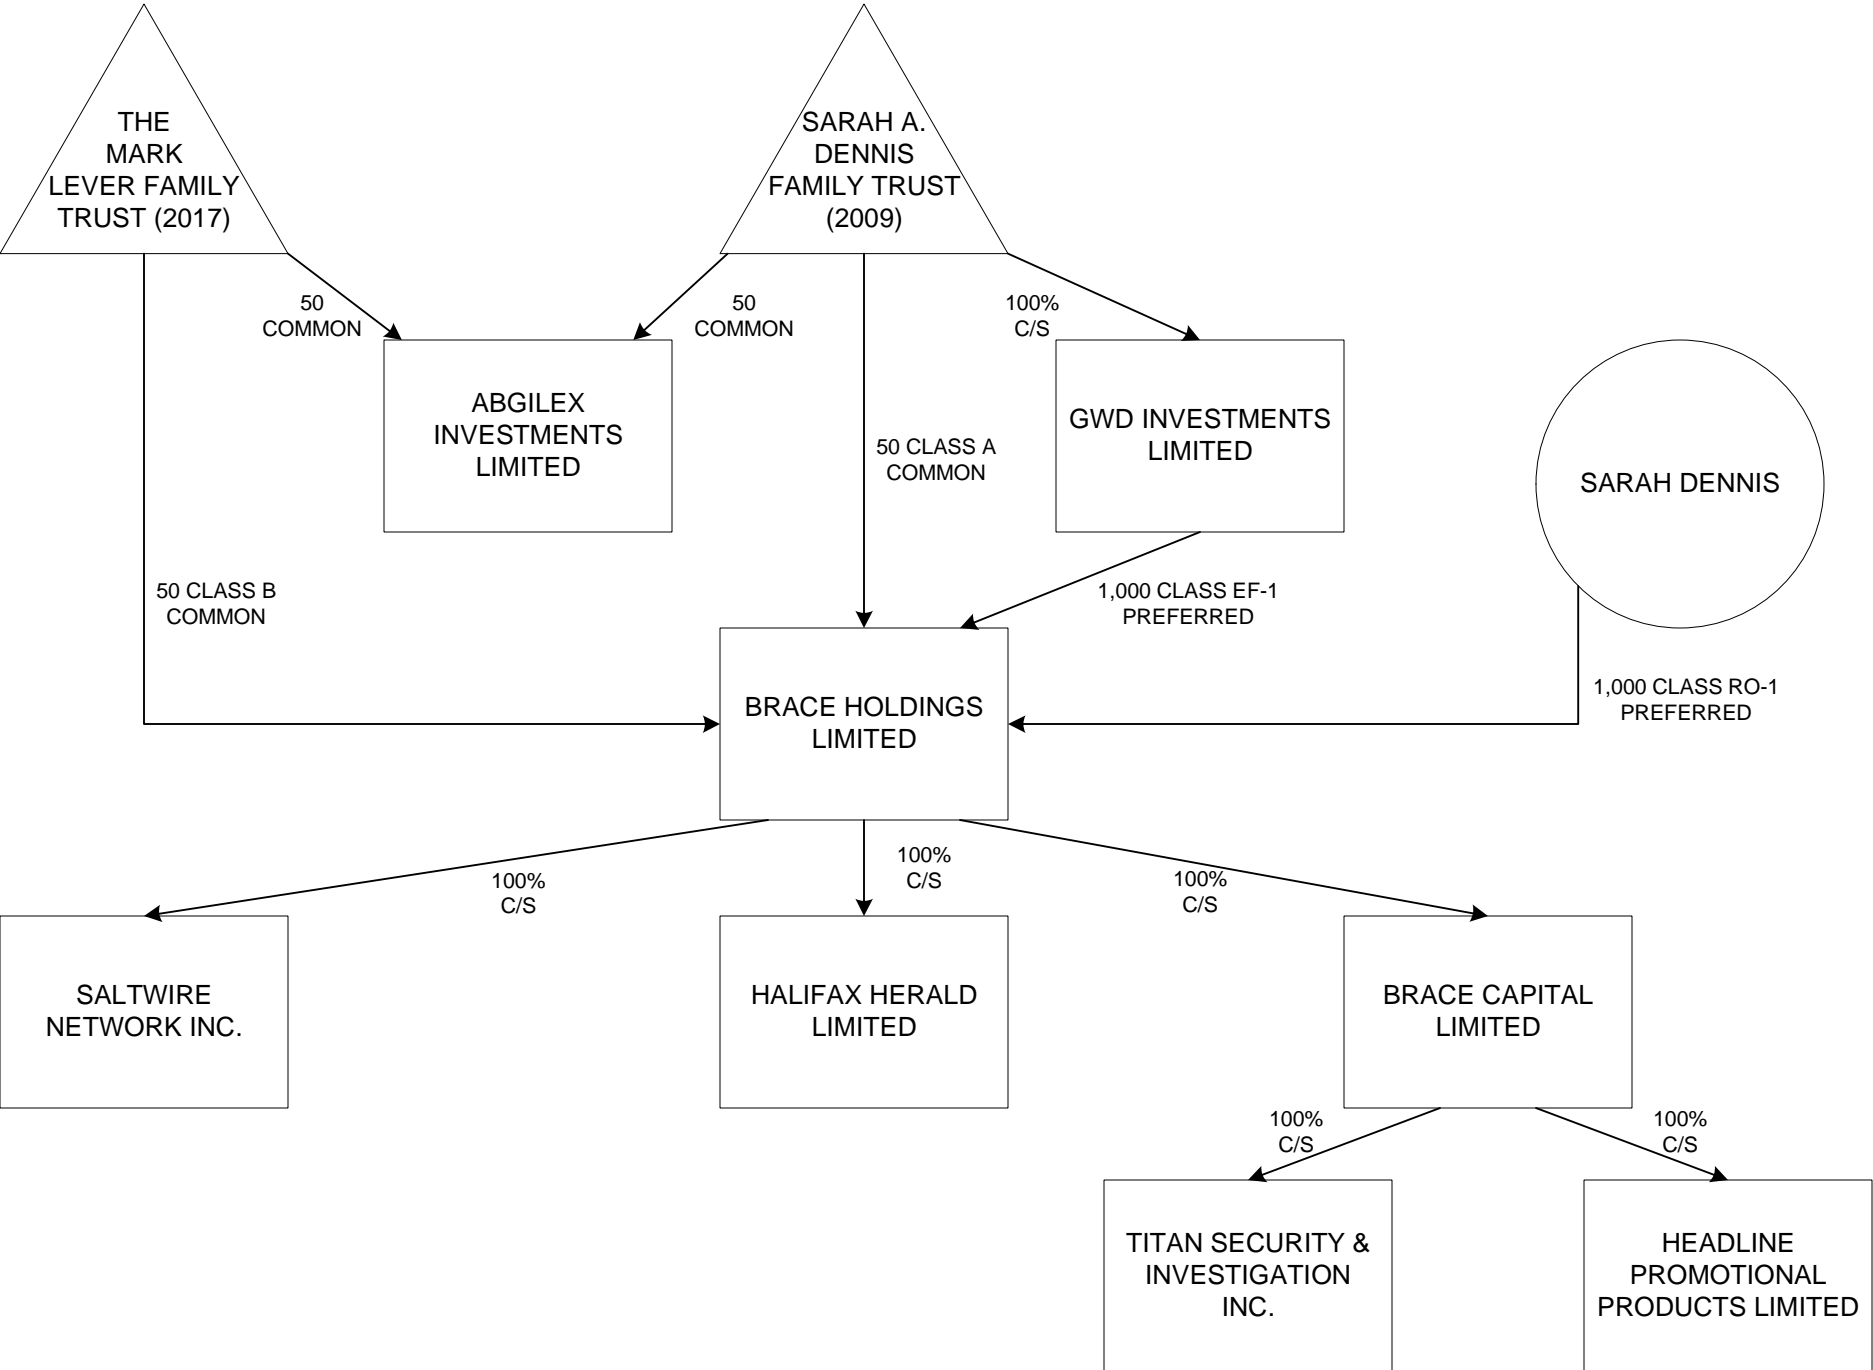 THE
MARK
LEVER FAMILY
TRUST (2017)
SARAH A.
DENNIS
FAMILY TRUST
(2009)
50
COMMON
50
COMMON
100%
C/S
ABGILEX
INVESTMENTS
LIMITED
GWD INVESTMENTS
LIMITED
50 CLASS A
COMMON
SARAH DENNIS
50 CLASS B
COMMON
1,000 CLASS EF-1
PREFERRED
1,000 CLASS RO-1
PREFERRED
BRACE HOLDINGS
LIMITED
100%
C/S
100%
C/S
100%
C/S
SALTWIRE
NETWORK INC.
HALIFAX HERALD
LIMITED
BRACE CAPITAL
LIMITED
100%
C/S
100%
C/S
TITAN SECURITY &
INVESTIGATION
INC.
HEADLINE
PROMOTIONAL
PRODUCTS LIMITED